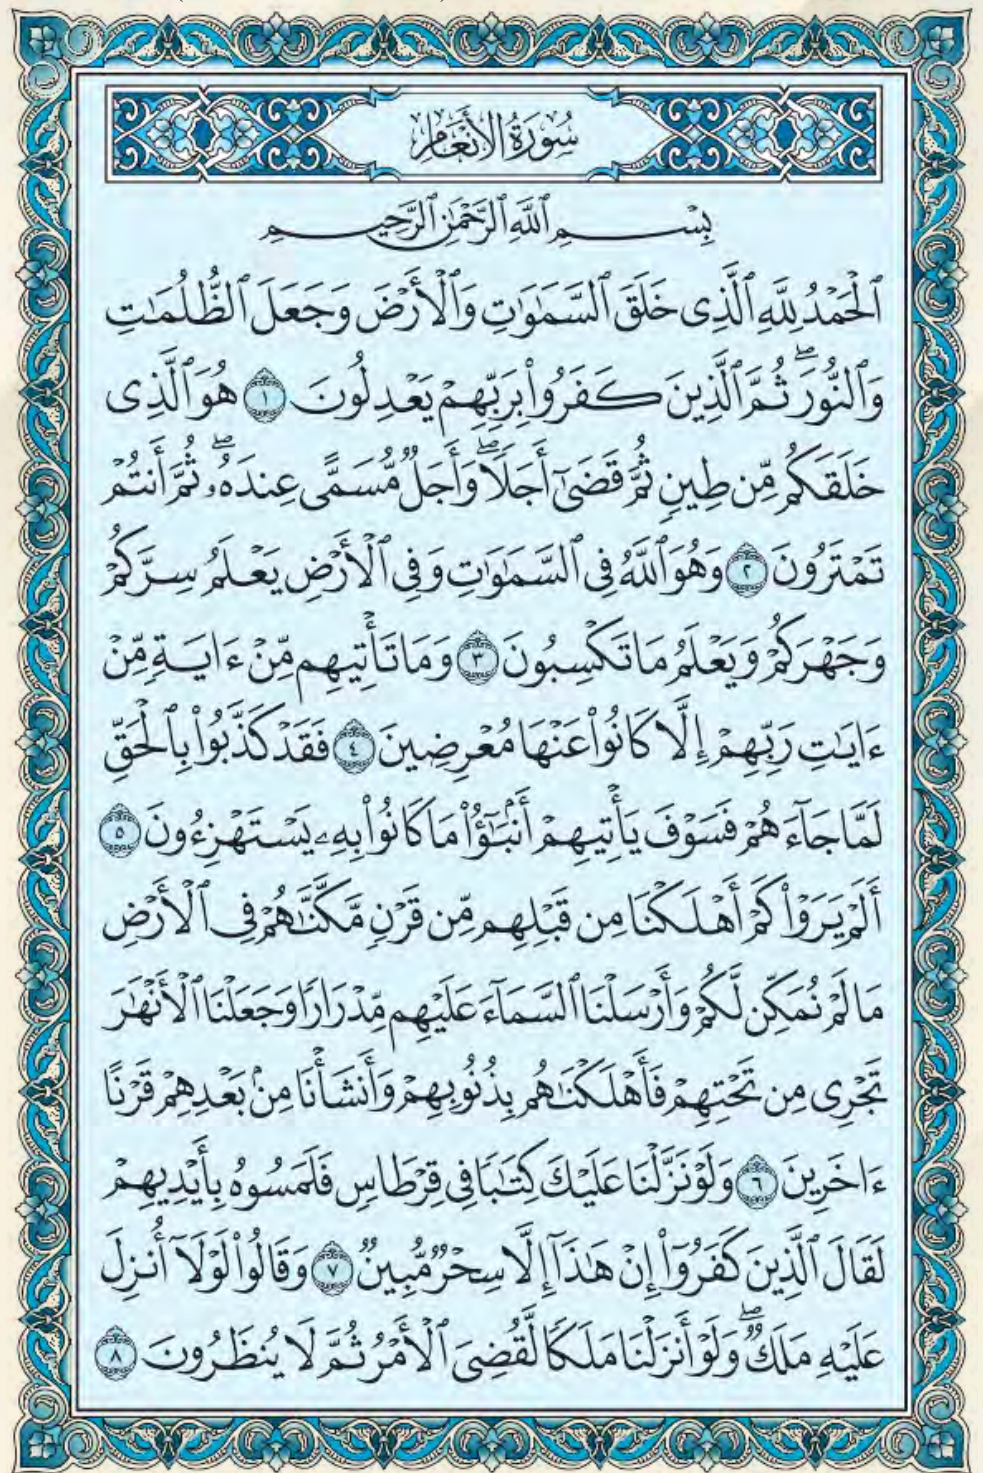 سُورَةُ الأَنْعَامِ
بِسْمِ ٱللَّهِ ٱلرَّحْمَٰنِ ٱلرَّحِيمِ
ٱلْحَمْدُ لِلَّهِ ٱلَّذِى خَلَقَ ٱلسَّمَٰوَٰتِ وَٱلْأَرْضَ وَجَعَلَ ٱلظُّلُمَٰتِ
وَٱلنُّورَ ۖ ثُمَّ ٱلَّذِينَ كَفَرُوا۟ بِرَبِّهِمْ يَعْدِلُونَ ١ هُوَ ٱلَّذِى
خَلَقَكُم مِّن طِينٍ ثُمَّ قَضَىٰٓ أَجَلًا ۖ وَأَجَلٌ مُّسَمًّى عِندَهُۥ ۖ ثُمَّ أَنتُمْ
تَمْتَرُونَ ٢ وَهُوَ ٱللَّهُ فِى ٱلسَّمَٰوَٰتِ وَفِى ٱلْأَرْضِ يَعْلَمُ سِرَّكُمْ
وَجَهْرَكُمْ وَيَعْلَمُ مَا تَكْسِبُونَ ٣ وَمَا تَأْتِيهِم مِّنْ ءَايَةٍ مِّنْ
ءَايَٰتِ رَبِّهِمْ إِلَّا كَانُوا۟ عَنْهَا مُعْرِضِينَ ٤ فَقَدْ كَذَّبُوا۟ بِٱلْحَقِّ
لَمَّا جَآءَهُمْ فَسَوْفَ يَأْتِيهِمْ أَنۢبَٰٓؤُا۟ مَا كَانُوا۟ بِهِۦ يَسْتَهْزِءُونَ ٥
أَلَمْ يَرَوْا۟ كَمْ أَهْلَكْنَا مِن قَبْلِهِم مِّن قَرْنٍ مَّكَّنَّٰهُمْ فِى ٱلْأَرْضِ
مَا لَمْ نُمَكِّن لَّكُمْ وَأَرْسَلْنَا ٱلسَّمَآءَ عَلَيْهِم مِّدْرَارًا وَجَعَلْنَا ٱلْأَنْهَٰرَ
تَجْرِى مِن تَحْتِهِمْ فَأَهْلَكْنَٰهُم بِذُنُوبِهِمْ وَأَنشَأْنَا مِنۢ بَعْدِهِمْ قَرْنًا
ءَاخَرِينَ ٦ وَلَوْ نَزَّلْنَا عَلَيْكَ كِتَٰبًا فِى قِرْطَاسٍ فَلَمَسُوهُ بِأَيْدِيهِمْ
لَقَالَ ٱلَّذِينَ كَفَرُوٓا۟ إِنْ هَٰذَآ إِلَّا سِحْرٌ مُّبِينٌ ٧ وَقَالُوا۟ لَوْلَآ أُنزِلَ
عَلَيْهِ مَلَكٌ ۖ وَلَوْ أَنزَلْنَا مَلَكًا لَّقُضِىَ ٱلْأَمْرُ ثُمَّ لَا يُنظَرُونَ ٨